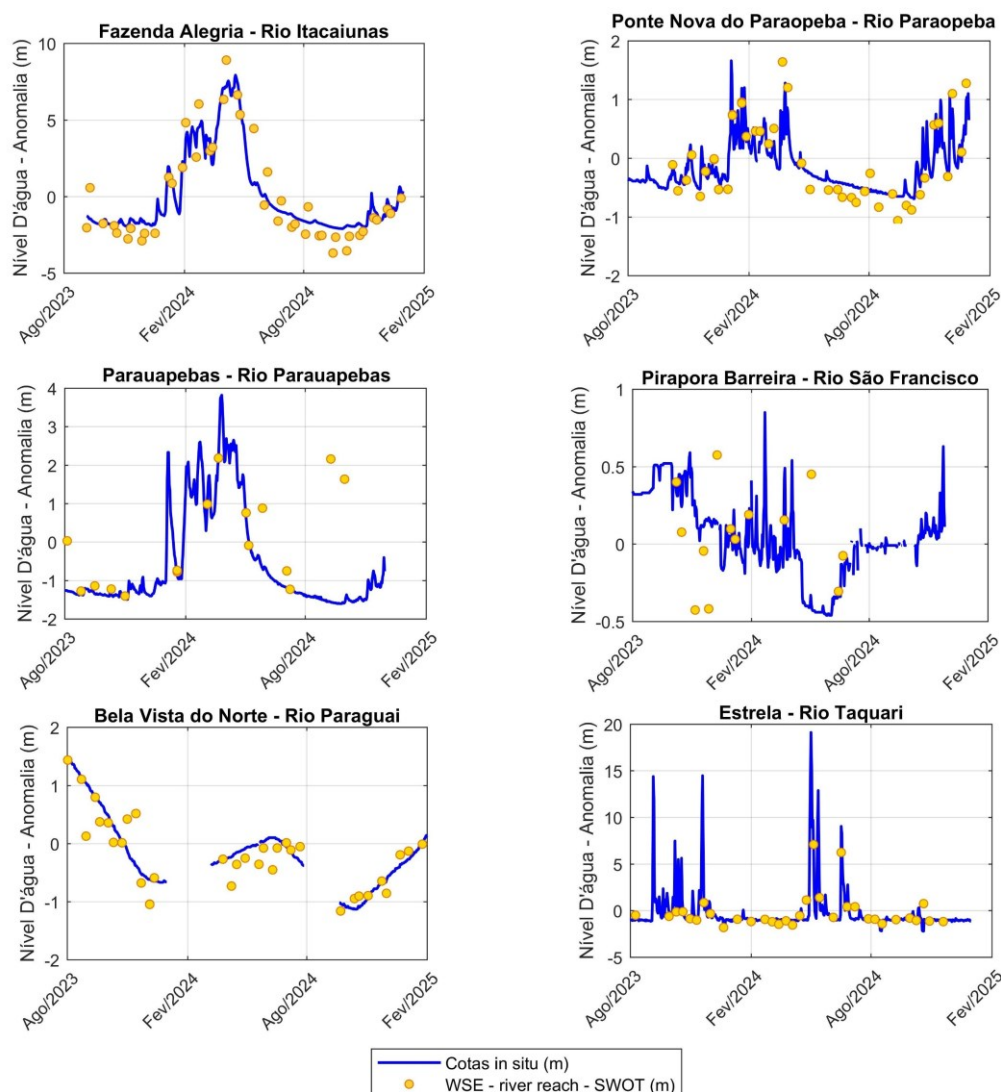 Fazenda Alegria - Rio Itacaiunas
Nível D'água - Anomalia (m)
10
5
0
-5
Ago/2023
Fev/2024
Ago/2024
Fev/2025
Ponte Nova do Paraopeba - Rio Paraopeba
Nível D'água - Anomalia (m)
2
1
0
-1
-2
Ago/2023
Fev/2024
Ago/2024
Fev/2025
Parauapebas - Rio Parauapebas
Nível D'água - Anomalia (m)
4
3
2
1
0
-1
-2
Ago/2023
Fev/2024
Ago/2024
Fev/2025
Pirapora Barreira - Rio São Francisco
Nível D'água - Anomalia (m)
1
0.5
0
-0.5
Ago/2023
Fev/2024
Ago/2024
Fev/2025
Bela Vista do Norte - Rio Paraguai
Nível D'água - Anomalia (m)
2
1
0
-1
-2
Ago/2023
Fev/2024
Ago/2024
Fev/2025
Estrela - Rio Taquari
Nível D'água - Anomalia (m)
20
15
10
5
0
-5
Ago/2023
Fev/2024
Ago/2024
Fev/2025
Cotas in situ (m)
WSE - river reach - SWOT (m)